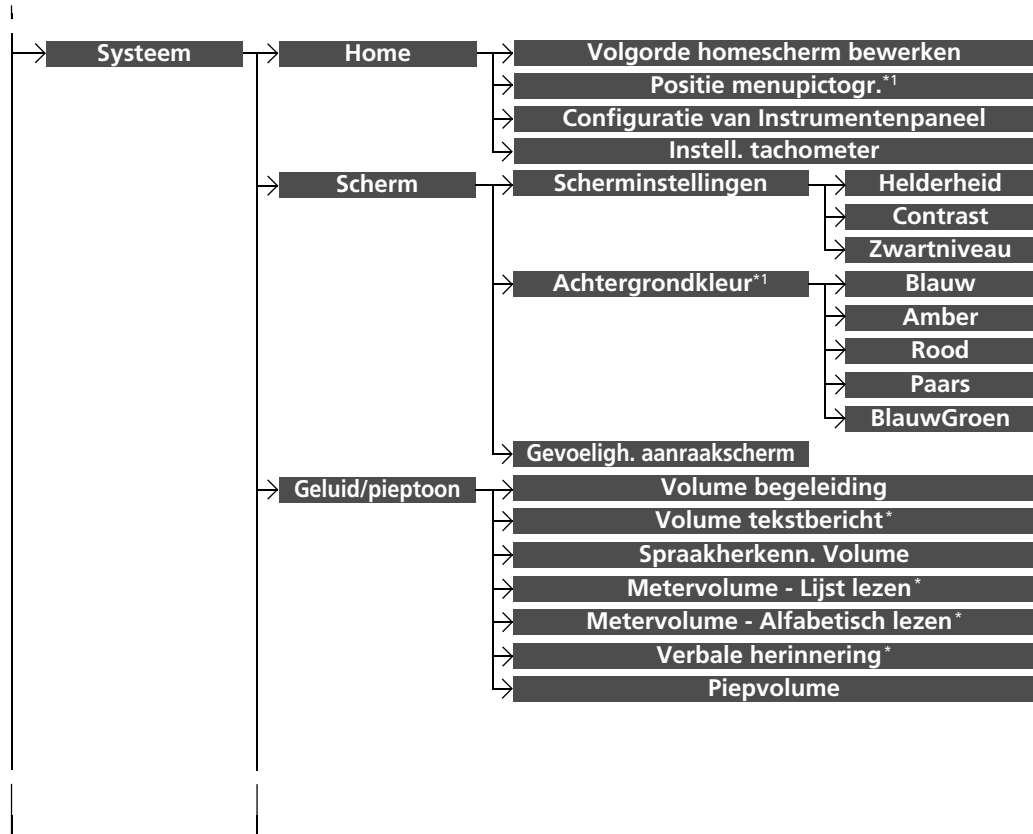 Systeem
Home
Volgorde homescherm bewerken
Positie menupictogr.*1
Configuratie van Instrumentenpaneel
Instell. tachometer
Scherm
Scherminstellingen
Helderheid
Contrast
Zwartniveau
Achtergrondkleur*1
Blauw
Amber
Rood
Paars
BlauwGroen
Gevoeligh. aanraakscherm
Geluid/pieptoon
Volume begeleiding
Volume tekstbericht*
Spraakherkenn. Volume
Metervolume - Lijst lezen*
Metervolume - Alfabetisch lezen*
Verbale herinnering*
Piepvolume